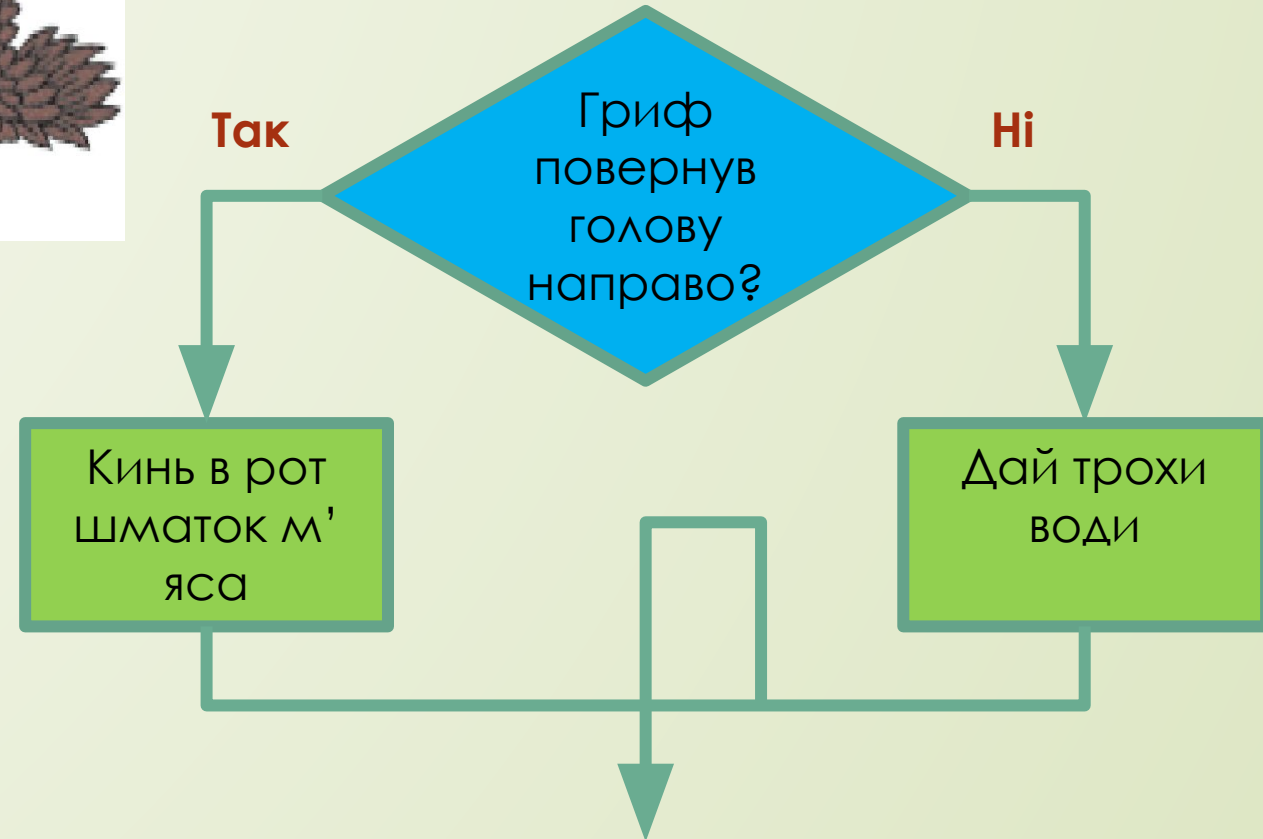 Так
Гриф
повернув
голову
направо?
Ні
Кинь в рот
шматок м’
яса
Дай трохи
води